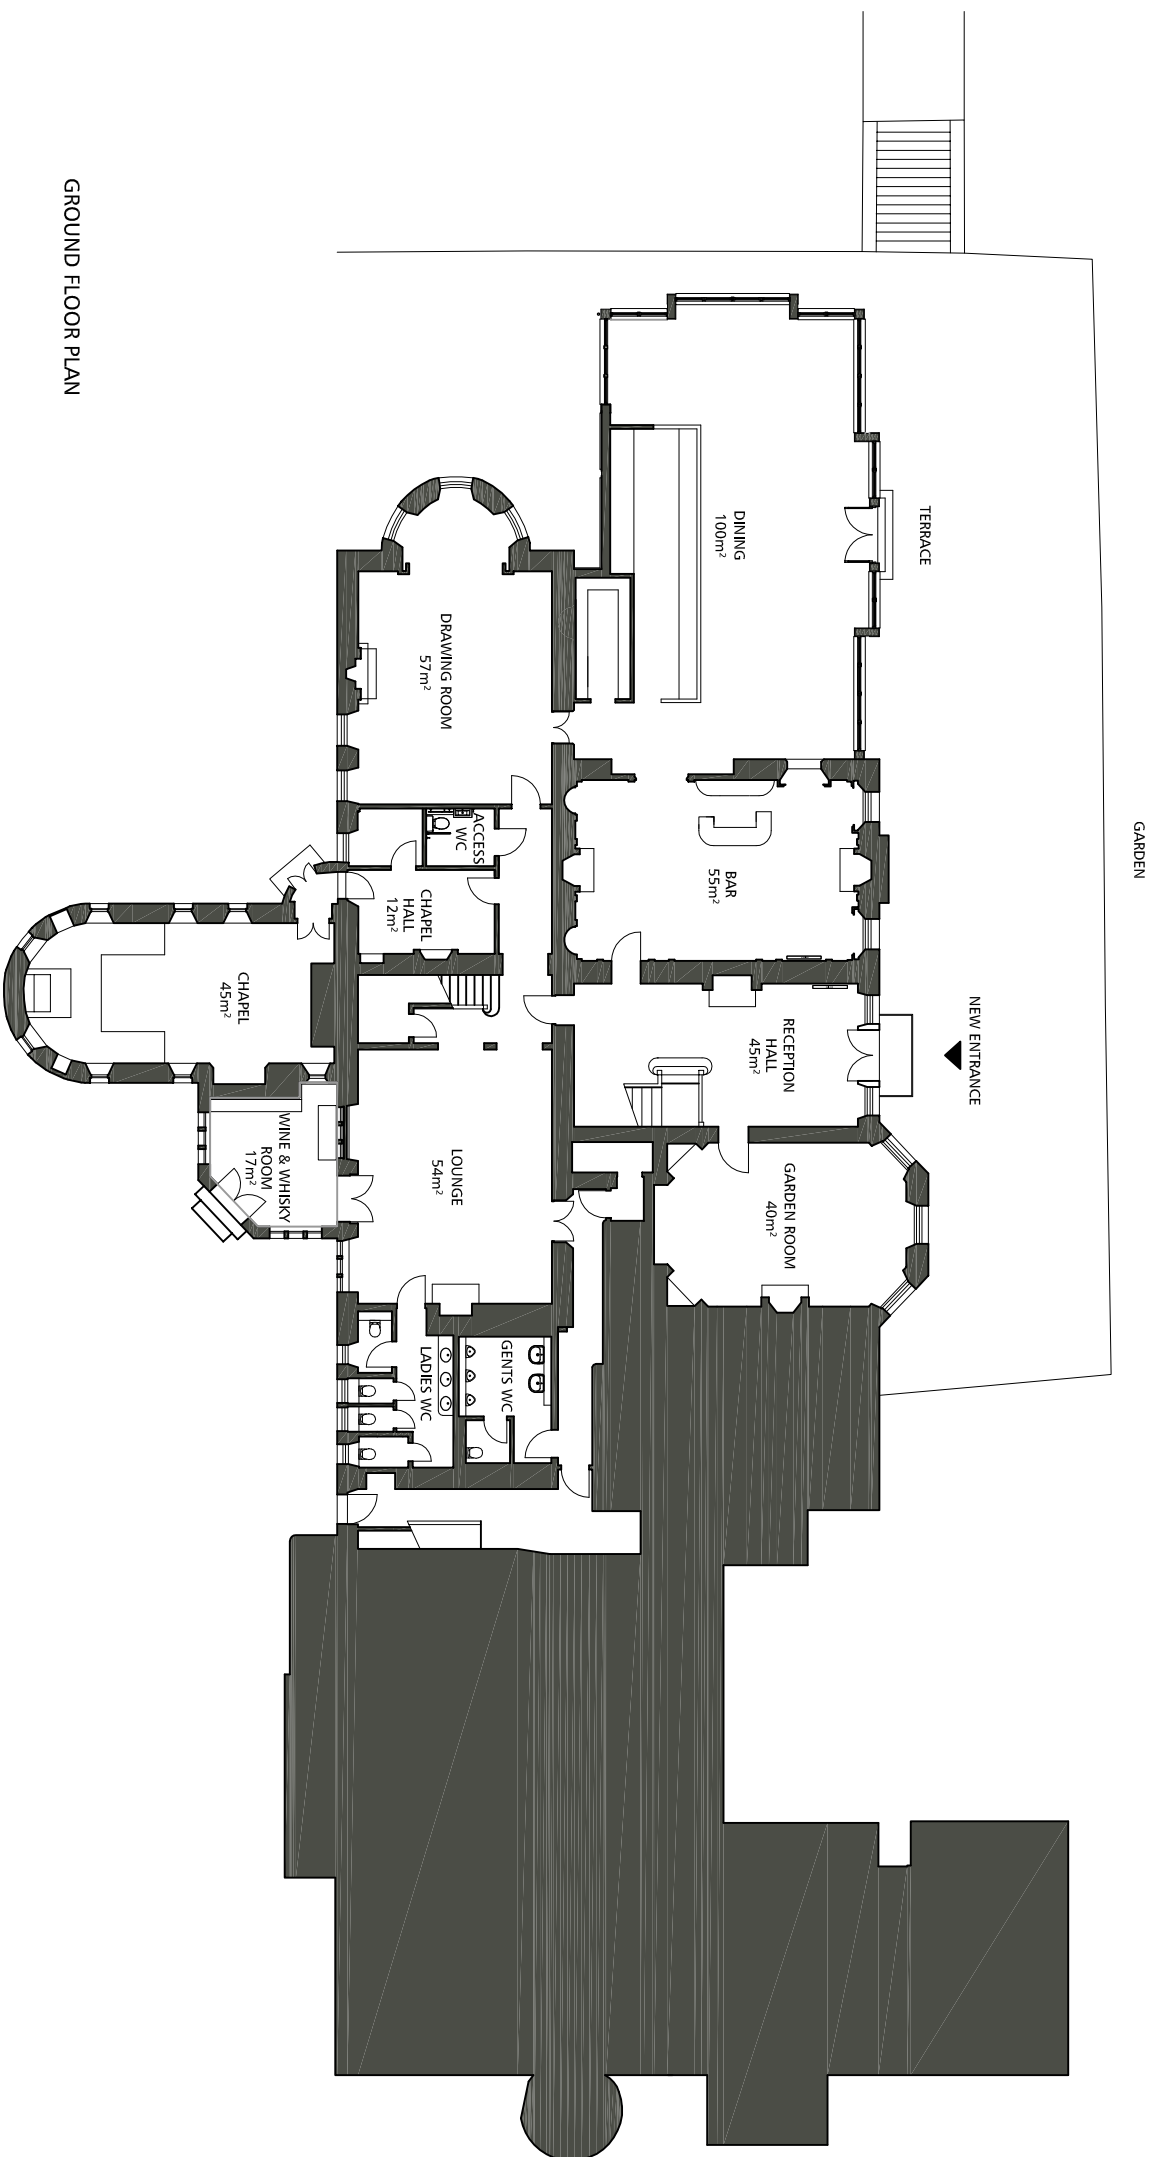 GARDEN
NEW ENTRANCE
TERRACE
DINING
100m²
BAR
55m²
RECEPTION
HALL
45m²
GARDEN ROOM
40m²
DRAWING ROOM
57m²
ACCESS
WC
CHAPEL
HALL
12m²
LOUNGE
54m²
GENTS WC
LADIES WC
CHAPEL
45m²
WINE & WHISKY
ROOM
17m²
GROUND FLOOR PLAN